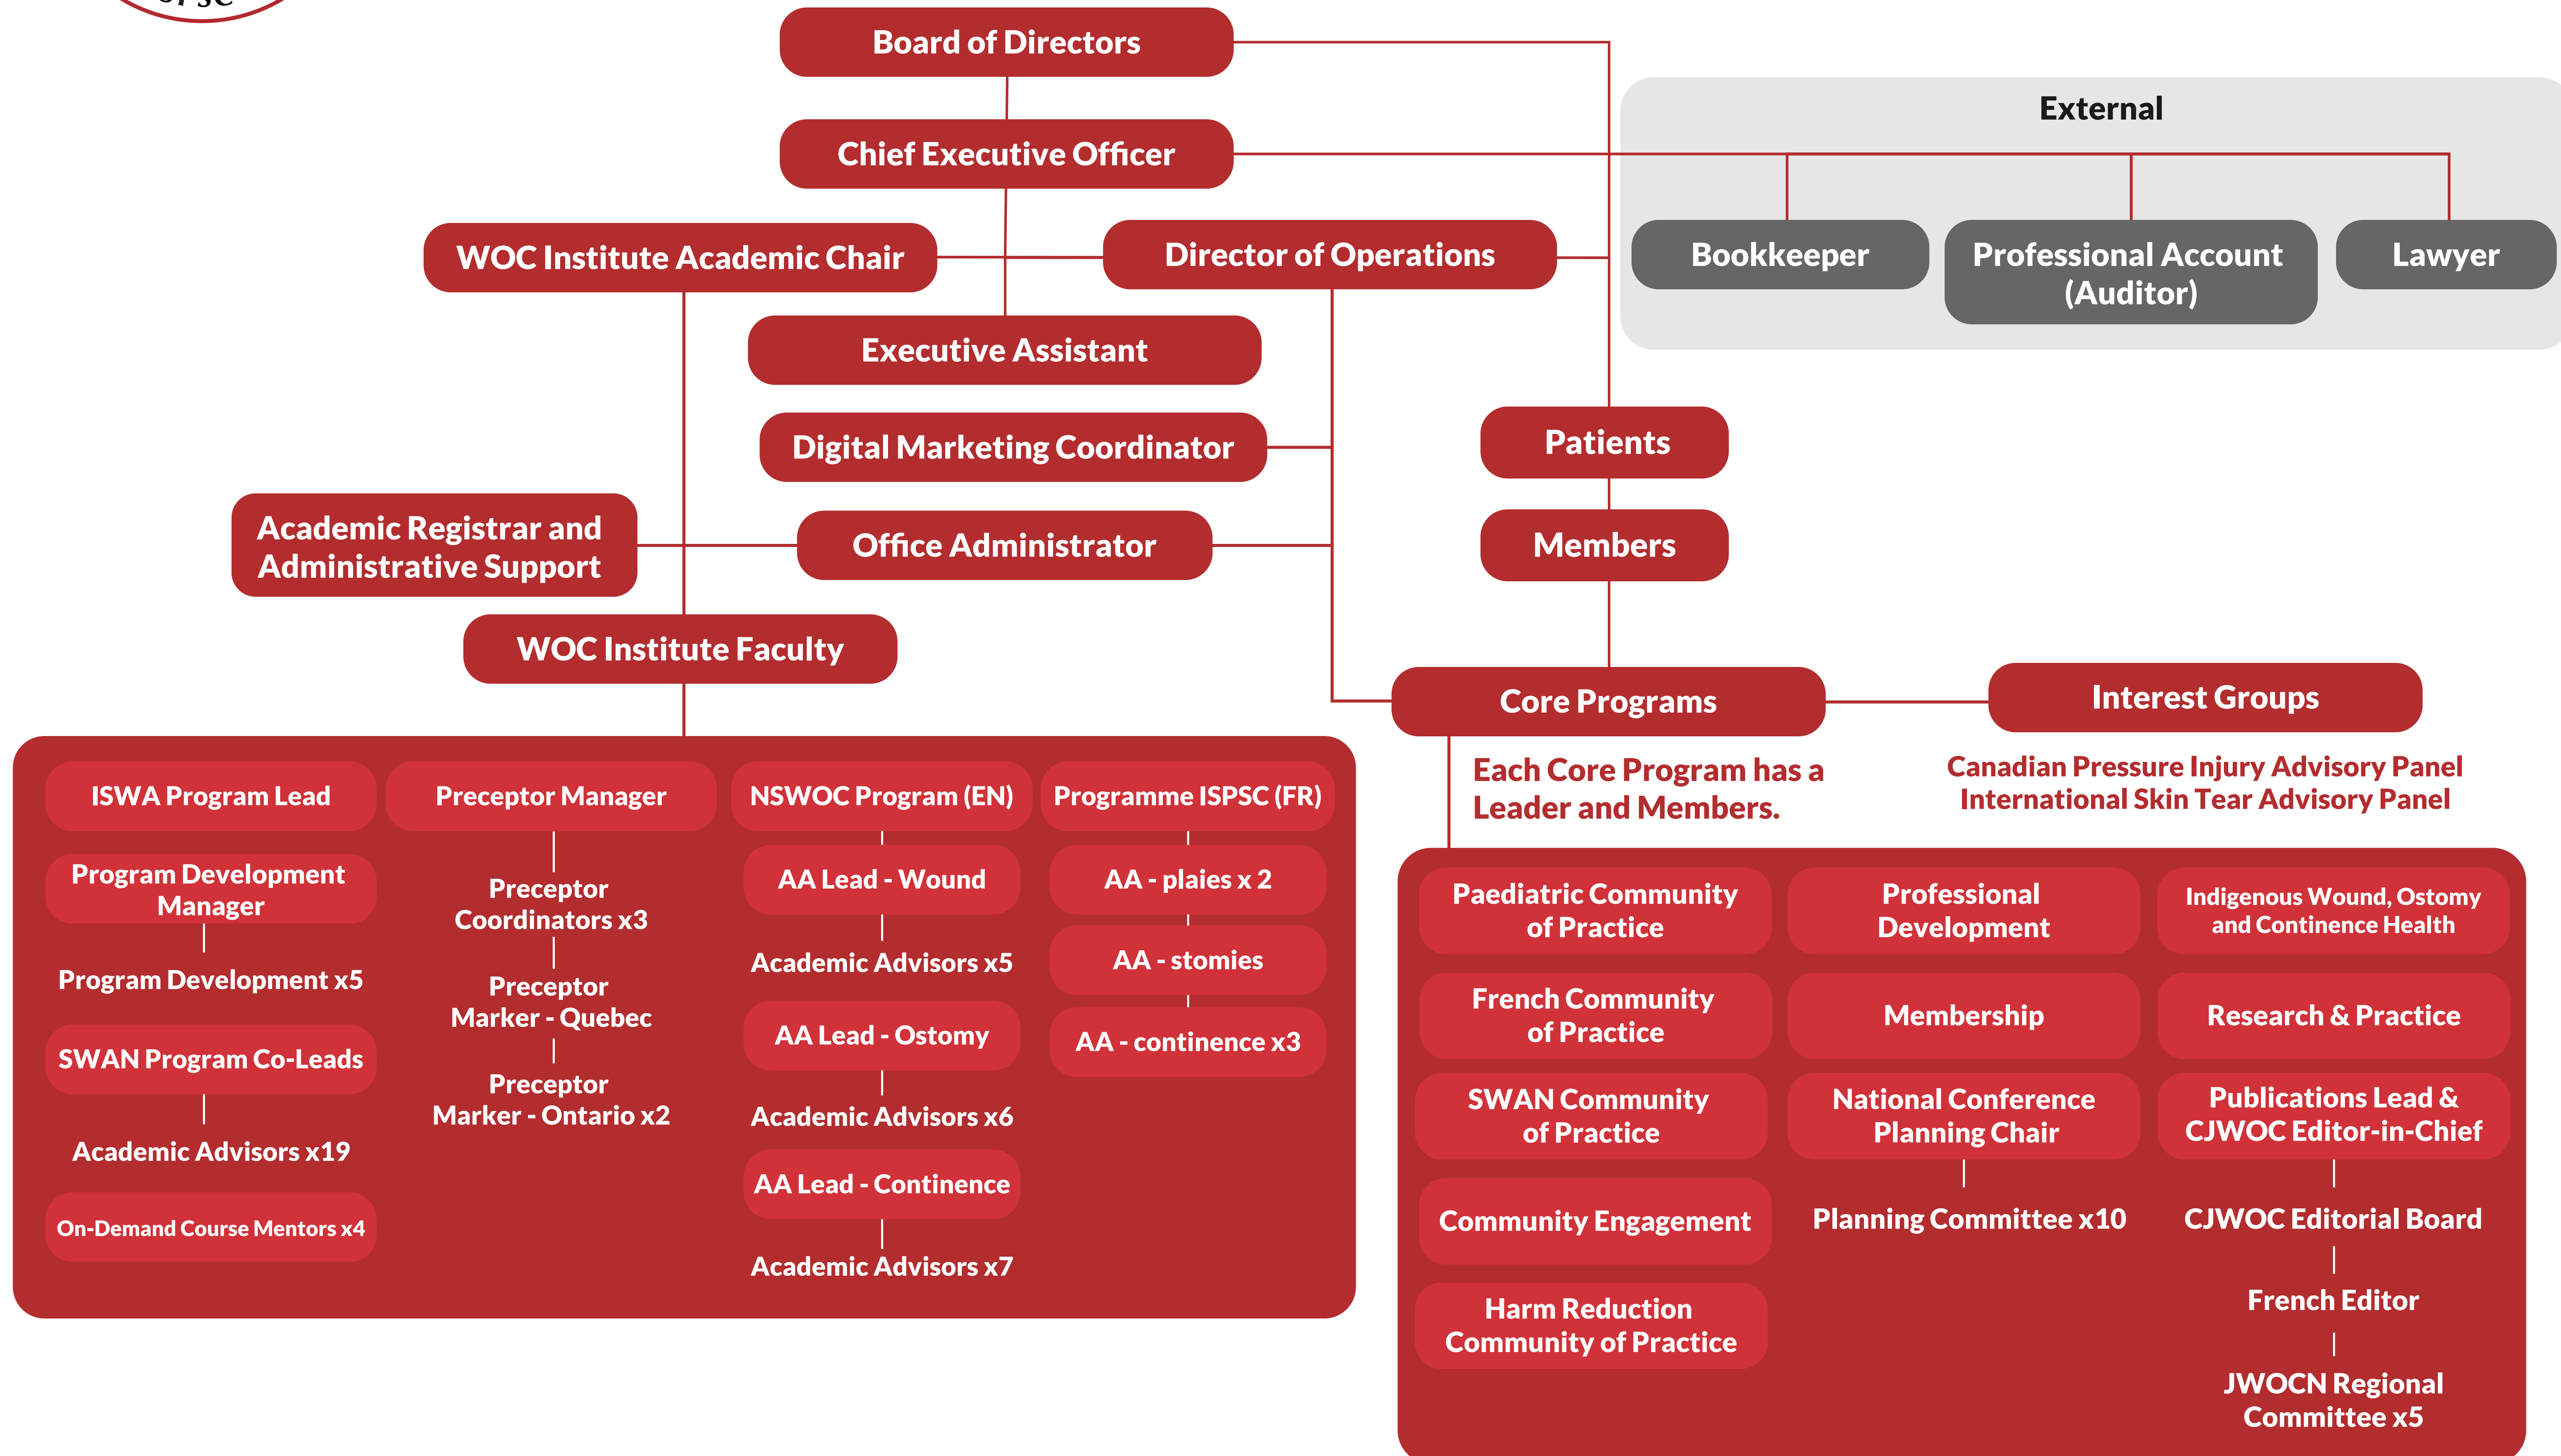 Board of Directors
External
Chief Executive Officer
WOC Institute Academic Chair
Director of Operations
Bookkeeper
Professional Account
(Auditor)
Lawyer
Executive Assistant
Digital Marketing Coordinator
Patients
Academic Registrar and
Administrative Support
Office Administrator
Members
WOC Institute Faculty
Core Programs
Interest Groups
Each Core Program has a
Leader and Members.
Canadian Pressure Injury Advisory Panel
International Skin Tear Advisory Panel
ISWA Program Lead
Program Development
Manager
Program Development x5
SWAN Program Co-Leads
Academic Advisors x19
On-Demand Course Mentors x4
Preceptor Manager
Preceptor
Coordinators x3
Preceptor
Marker - Quebec
Preceptor
Marker - Ontario x2
NSWOC Program (EN)
AA Lead - Wound
Academic Advisors x5
AA Lead - Ostomy
Academic Advisors x6
AA Lead - Continence
Academic Advisors x7
Programme ISPSC (FR)
AA - plaies x 2
AA - stomies
AA - continence x3
Paediatric Community
of Practice
French Community
of Practice
SWAN Community
of Practice
Community Engagement
Harm Reduction
Community of Practice
Professional
Development
Membership
National Conference
Planning Chair
Planning Committee x10
Indigenous Wound, Ostomy
and Continence Health
Research & Practice
Publications Lead &
CJWOC Editor-in-Chief
CJWOC Editorial Board
French Editor
JWOCN Regional
Committee x5